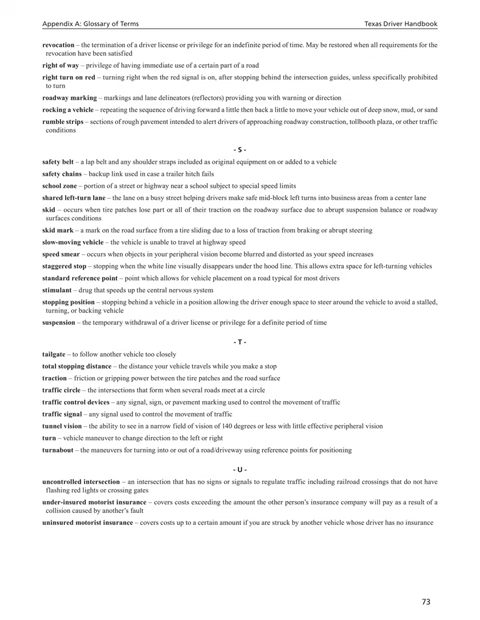 Appendix A: Glossary of Terms
Texas Driver Handbook
revocation – the termination of a driver license or privilege for an indefinite period of time. May be restored when all requirements for the
revocation have been satisfied
right of way – privilege of having immediate use of a certain part of a road
right turn on red – turning right when the red signal is on, after stopping behind the intersection guides, unless specifically prohibited
to turn
roadway marking – markings and lane delineators (reflectors) providing you with warning or direction
rocking a vehicle – repeating the sequence of driving forward a little then back a little to move your vehicle out of deep snow, mud, or sand
rumble strips – sections of rough pavement intended to alert drivers of approaching roadway construction, tollbooth plaza, or other traffic
conditions
- S -
safety belt – a lap belt and any shoulder straps included as original equipment on or added to a vehicle
safety chains – backup link used in case a trailer hitch fails
school zone – portion of a street or highway near a school subject to special speed limits
shared left-turn lane – the lane on a busy street helping drivers make safe mid-block left turns into business areas from a center lane
skid – occurs when tire patches lose part or all of their traction on the roadway surface due to abrupt suspension balance or roadway
surfaces conditions
skid mark – a mark on the road surface from a tire sliding due to a loss of traction from braking or abrupt steering
slow-moving vehicle – the vehicle is unable to travel at highway speed
speed smear – occurs when objects in your peripheral vision become blurred and distorted as your speed increases
staggered stop – stopping when the white line visually disappears under the hood line. This allows extra space for left-turning vehicles
standard reference point – point which allows for vehicle placement on a road typical for most drivers
stimulant – drug that speeds up the central nervous system
stopping position – stopping behind a vehicle in a position allowing the driver enough space to steer around the vehicle to avoid a stalled,
turning, or backing vehicle
suspension – the temporary withdrawal of a driver license or privilege for a definite period of time
- T -
tailgate – to follow another vehicle too closely
total stopping distance – the distance your vehicle travels while you make a stop
traction – friction or gripping power between the tire patches and the road surface
traffic circle – the intersections that form when several roads meet at a circle
traffic control devices – any signal, sign, or pavement marking used to control the movement of traffic
traffic signal – any signal used to control the movement of traffic
tunnel vision – the ability to see in a narrow field of vision of 140 degrees or less with little effective peripheral vision
turn – vehicle maneuver to change direction to the left or right
turnabout – the maneuvers for turning into or out of a road/driveway using reference points for positioning
- U -
uncontrolled intersection – an intersection that has no signs or signals to regulate traffic including railroad crossings that do not have
flashing red lights or crossing gates
under-insured motorist insurance – covers costs exceeding the amount the other person's insurance company will pay as a result of a
collision caused by another's fault
uninsured motorist insurance – covers costs up to a certain amount if you are struck by another vehicle whose driver has no insurance
73